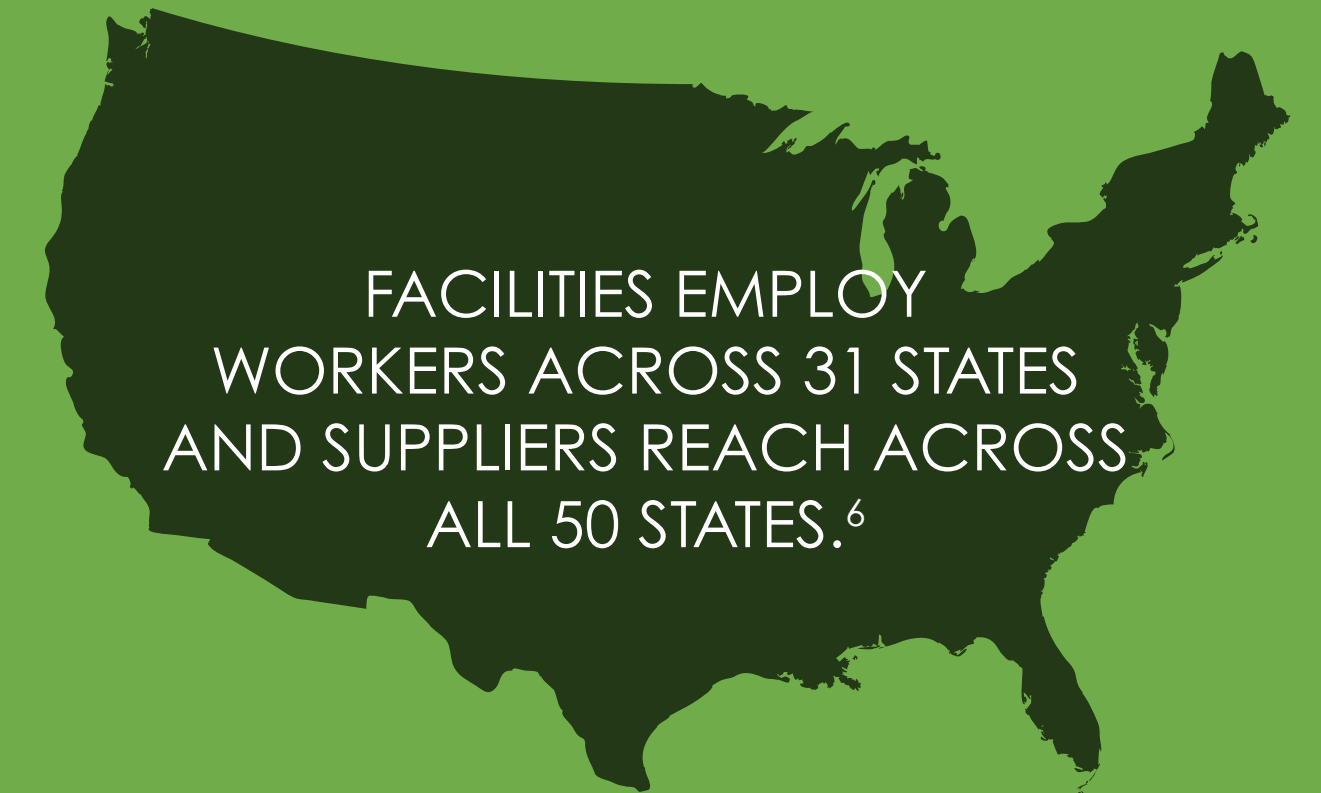 FACILITIES EMPLOY
WORKERS ACROSS 31 STATES
AND SUPPLIERS REACH ACROSS
ALL 50 STATES.⁶